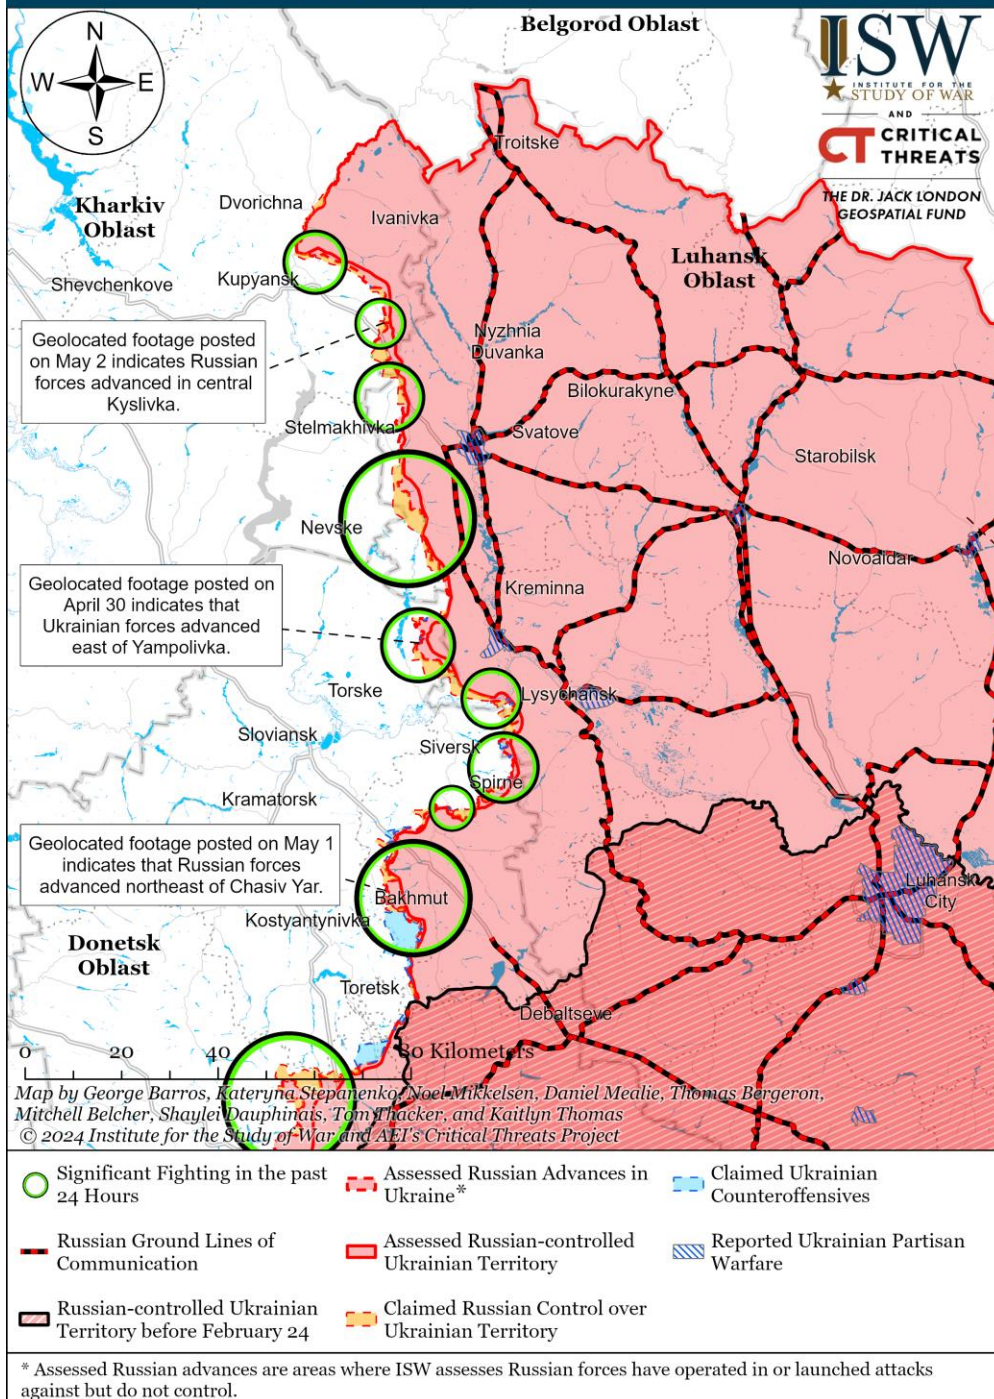 Belgorod Oblast
N
W
E
S
ISW
INSTITUTE FOR THE
STUDY OF WAR
AND
CT CRITICAL
THREATS
THE DR. JACK LONDON
GEOSPATIAL FUND
Troitske
Dvorichna
Ivanivka
Kharkiv
Oblast
Luhansk
Oblast
Shevchenkove
Kupyansk
Geolocated footage posted
on May 2 indicates Russian
forces advanced in central
Kyslivka.
Nyzhnia
Duvanka
Bilokurakyne
Stelmakhivka
Svatove
Starobilsk
Nevske
Novoaidar
Geolocated footage posted on
April 30 indicates that
Ukrainian forces advanced
east of Yampolivka.
Kreminna
Torske
Lysychansk
Sloviansk
Siversk
Spirne
Kramatorsk
Geolocated footage posted on May 1
indicates that Russian forces
advanced northeast of Chasiv Yar.
Bakhmut
Luhansk
City
Kostyantynivka
Donetsk
Oblast
Toretsk
Debaltseve
0 20 40 80 Kilometers
Map by George Barros, Kateryna Stepanenko, Noel Mikkelsen, Daniel Mealie, Thomas Bergeron,
Mitchell Belcher, Shaylei Dauphinais, Tom Thacker, and Kaitlyn Thomas
© 2024 Institute for the Study of War and AEI's Critical Threats Project
Significant Fighting in the past
24 Hours
Assessed Russian Advances in
Ukraine*
Claimed Ukrainian
Counteroffensives
Russian Ground Lines of
Communication
Assessed Russian-controlled
Ukrainian Territory
Reported Ukrainian Partisan
Warfare
Russian-controlled Ukrainian
Territory before February 24
Claimed Russian Control over
Ukrainian Territory
* Assessed Russian advances are areas where ISW assesses Russian forces have operated in or launched attacks
against but do not control.